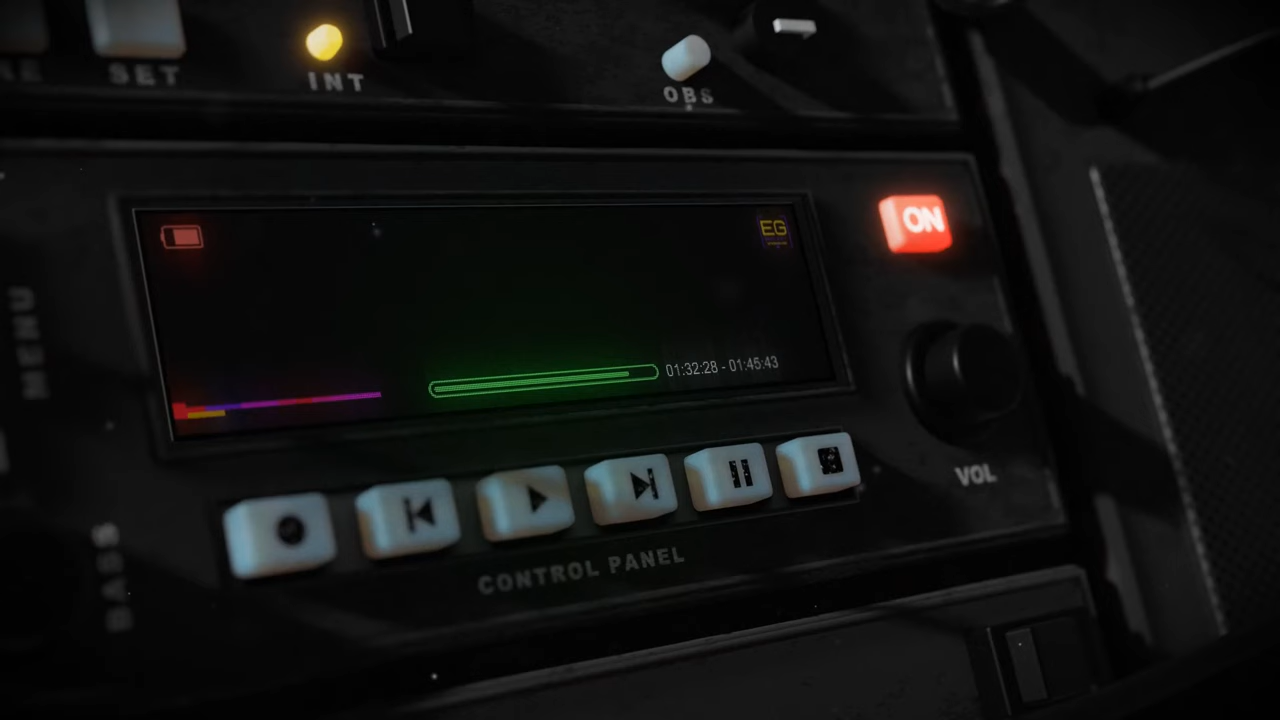 SET
INT
OBS
ON
EG
MENU
01:32:28 - 01:45:43
VOL
BASS
CONTROL PANEL